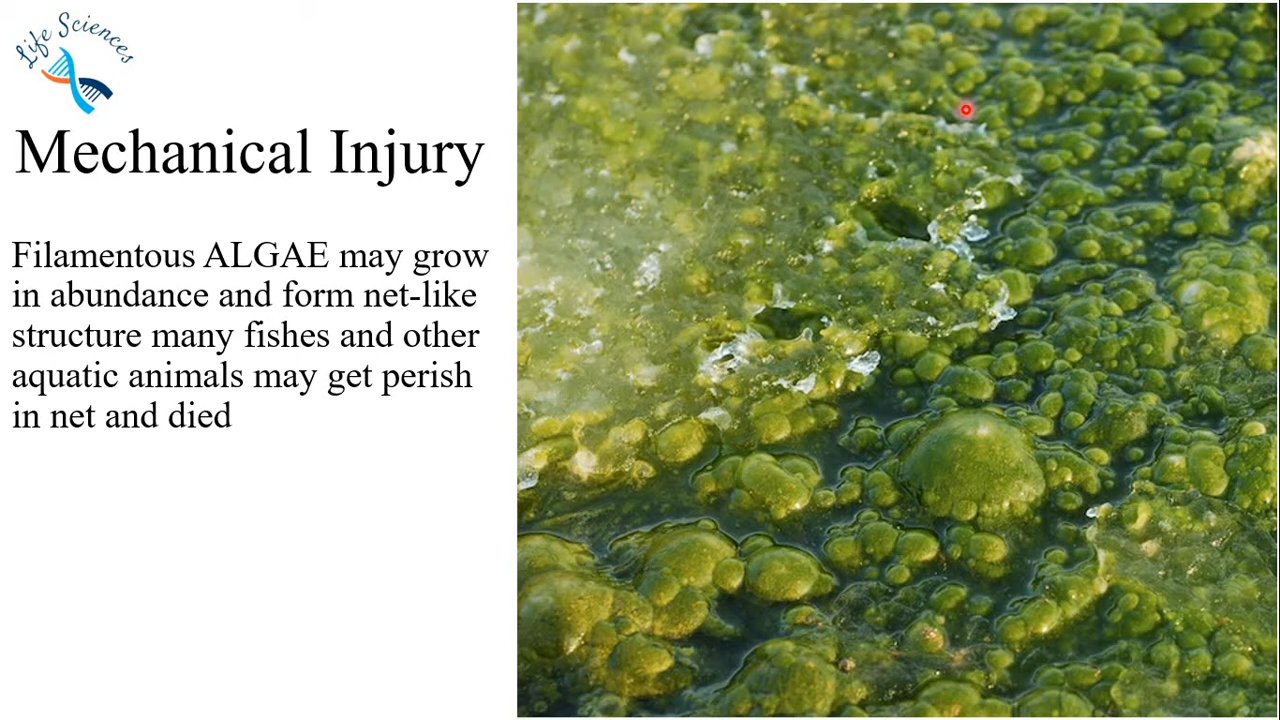 Life Sciences
Mechanical Injury
Filamentous ALGAE may grow
in abundance and form net-like
structure many fishes and other
aquatic animals may get perish
in net and died